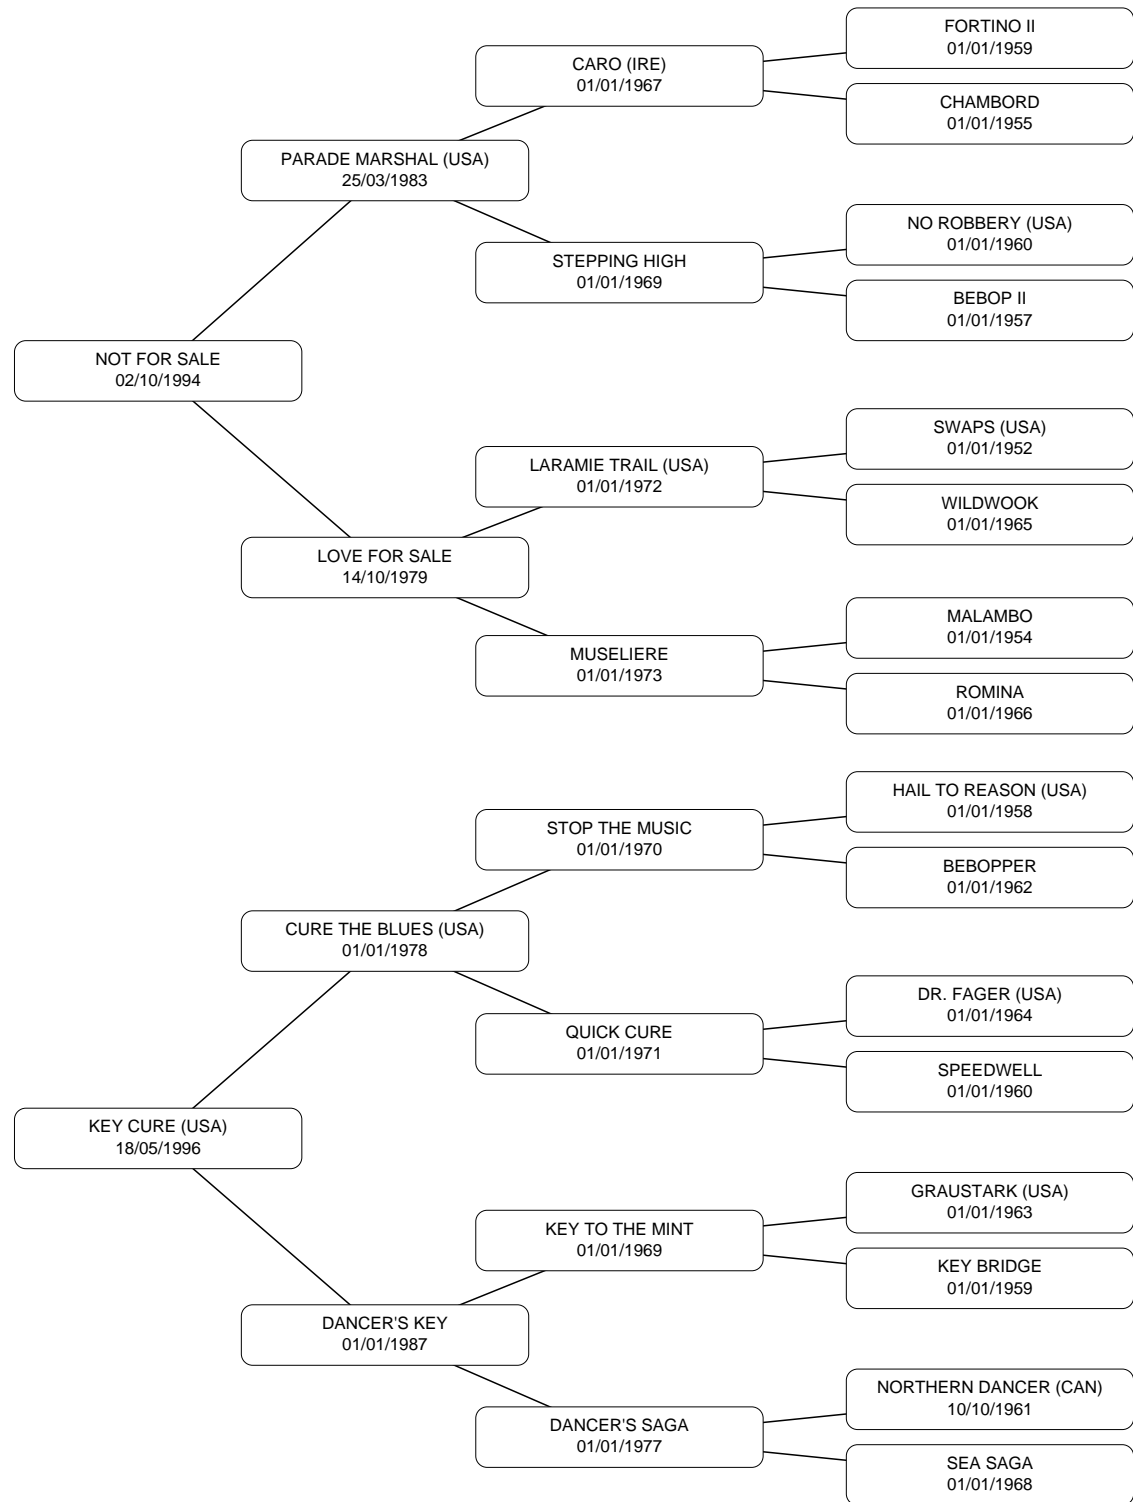 FORTINO II
01/01/1959
CARO (IRE)
01/01/1967
CHAMBORD
01/01/1955
PARADE MARSHAL (USA)
25/03/1983
NO ROBBERY (USA)
01/01/1960
STEPPING HIGH
01/01/1969
BEBOP II
01/01/1957
NOT FOR SALE
02/10/1994
SWAPS (USA)
01/01/1952
LARAMIE TRAIL (USA)
01/01/1972
WILDWOOK
01/01/1965
LOVE FOR SALE
14/10/1979
MALAMBO
01/01/1954
MUSELIERE
01/01/1973
ROMINA
01/01/1966
HAIL TO REASON (USA)
01/01/1958
STOP THE MUSIC
01/01/1970
BEBOPPER
01/01/1962
CURE THE BLUES (USA)
01/01/1978
DR. FAGER (USA)
01/01/1964
QUICK CURE
01/01/1971
SPEEDWELL
01/01/1960
KEY CURE (USA)
18/05/1996
GRAUSTARK (USA)
01/01/1963
KEY TO THE MINT
01/01/1969
KEY BRIDGE
01/01/1959
DANCER'S KEY
01/01/1987
NORTHERN DANCER (CAN)
10/10/1961
DANCER'S SAGA
01/01/1977
SEA SAGA
01/01/1968